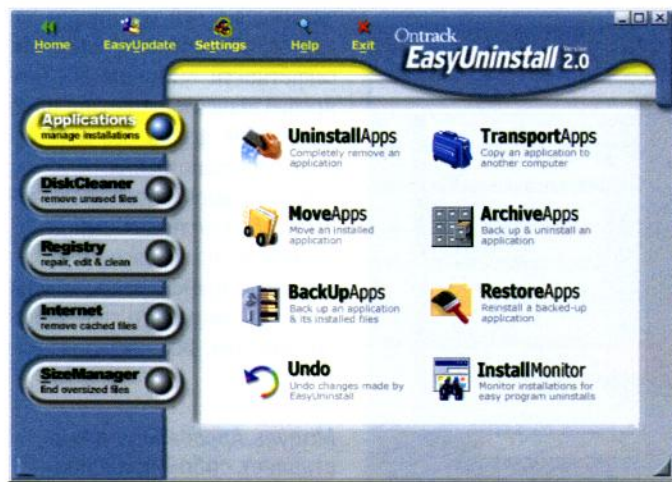 Home EasyUpdate Settings Help Exit
Ontrack
EasyUninstall Version 2.0
Applications
manage installations
DiskCleaner
remove unused files
Registry
repair, edit & clean
Internet
remove cached files
SizeManager
find oversized files
UninstallApps
Completely remove an
application
TransportApps
Copy an application to
another computer
MoveApps
Move an installed
application
ArchiveApps
Back up & uninstall an
application
BackUpApps
Back up an application
& its installed files
RestoreApps
Reinstall a backed-up
application
Undo
Undo changes made by
EasyUninstall
InstallMonitor
Monitor installations for
easy program uninstalls